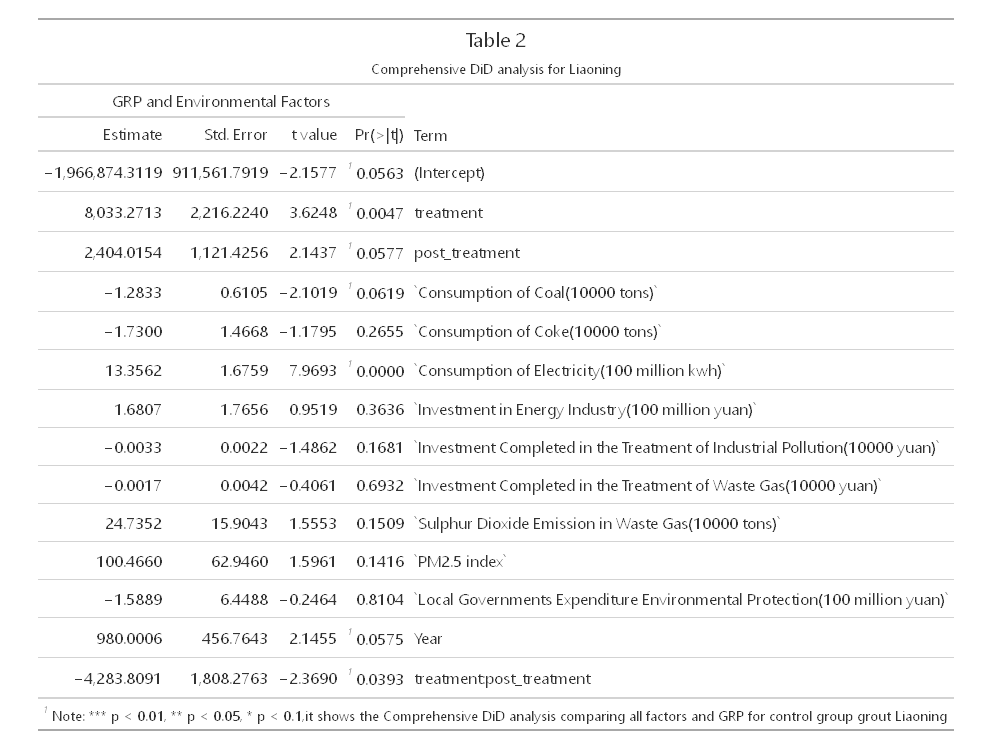 Table 2
Comprehensive DiD analysis for Liaoning
GRP and Environmental Factors
Estimate Std. Error t value Pr(>|t|) Term
−1,966,874.3119 911,561.7919 −2.1577 1 0.0563 (Intercept)
8,033.2713 2,216.2240 3.6248 1 0.0047 treatment
2,404.0154 1,121.4256 2.1437 1 0.0577 post_treatment
−1.2833 0.6105 −2.1019 1 0.0619 `Consumption of Coal(10000 tons)`
−1.7300 1.4668 −1.1795 0.2655 `Consumption of Coke(10000 tons)`
13.3562 1.6759 7.9693 1 0.0000 `Consumption of Electricity(100 million kwh)`
1.6807 1.7656 0.9519 0.3636 `Investment in Energy Industry(100 million yuan)`
−0.0033 0.0022 −1.4862 0.1681 `Investment Completed in the Treatment of Industrial Pollution(10000 yuan)`
−0.0017 0.0042 −0.4061 0.6932 `Investment Completed in the Treatment of Waste Gas(10000 yuan)`
24.7352 15.9043 1.5553 0.1509 `Sulphur Dioxide Emission in Waste Gas(10000 tons)`
100.4660 62.9460 1.5961 0.1416 `PM2.5 index`
−1.5889 6.4488 −0.2464 0.8104 `Local Governments Expenditure Environmental Protection(100 million yuan)`
980.0006 456.7643 2.1455 1 0.0575 Year
−4,283.8091 1,808.2763 −2.3690 1 0.0393 treatment:post_treatment
1 Note: *** p < 0.01, ** p < 0.05, * p < 0.1,it shows the Comprehensive DiD analysis comparing all factors and GRP for control group grout Liaoning